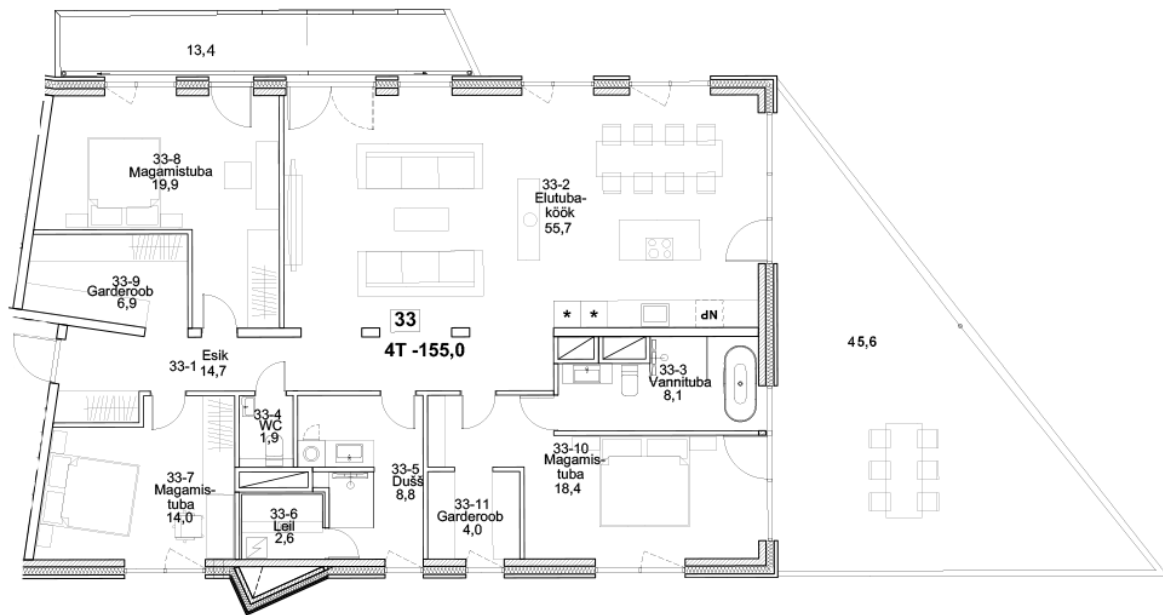 13,4
33-8
Magamistuba
19,9
33-2
Elutuba-
köök
55,7
33-9
Garderoob
6,9
33
4T -155,0
* *
NP
Esik
33-1 14,7
45,6
33-3
Vannituba
8,1
33-4
WC
1,9
33-10
Magamis-
tuba
18,4
33-5
Dušš
8,8
33-7
Magamis-
tuba
14,0
33-11
Garderoob
4,0
33-6
Leil
2,6